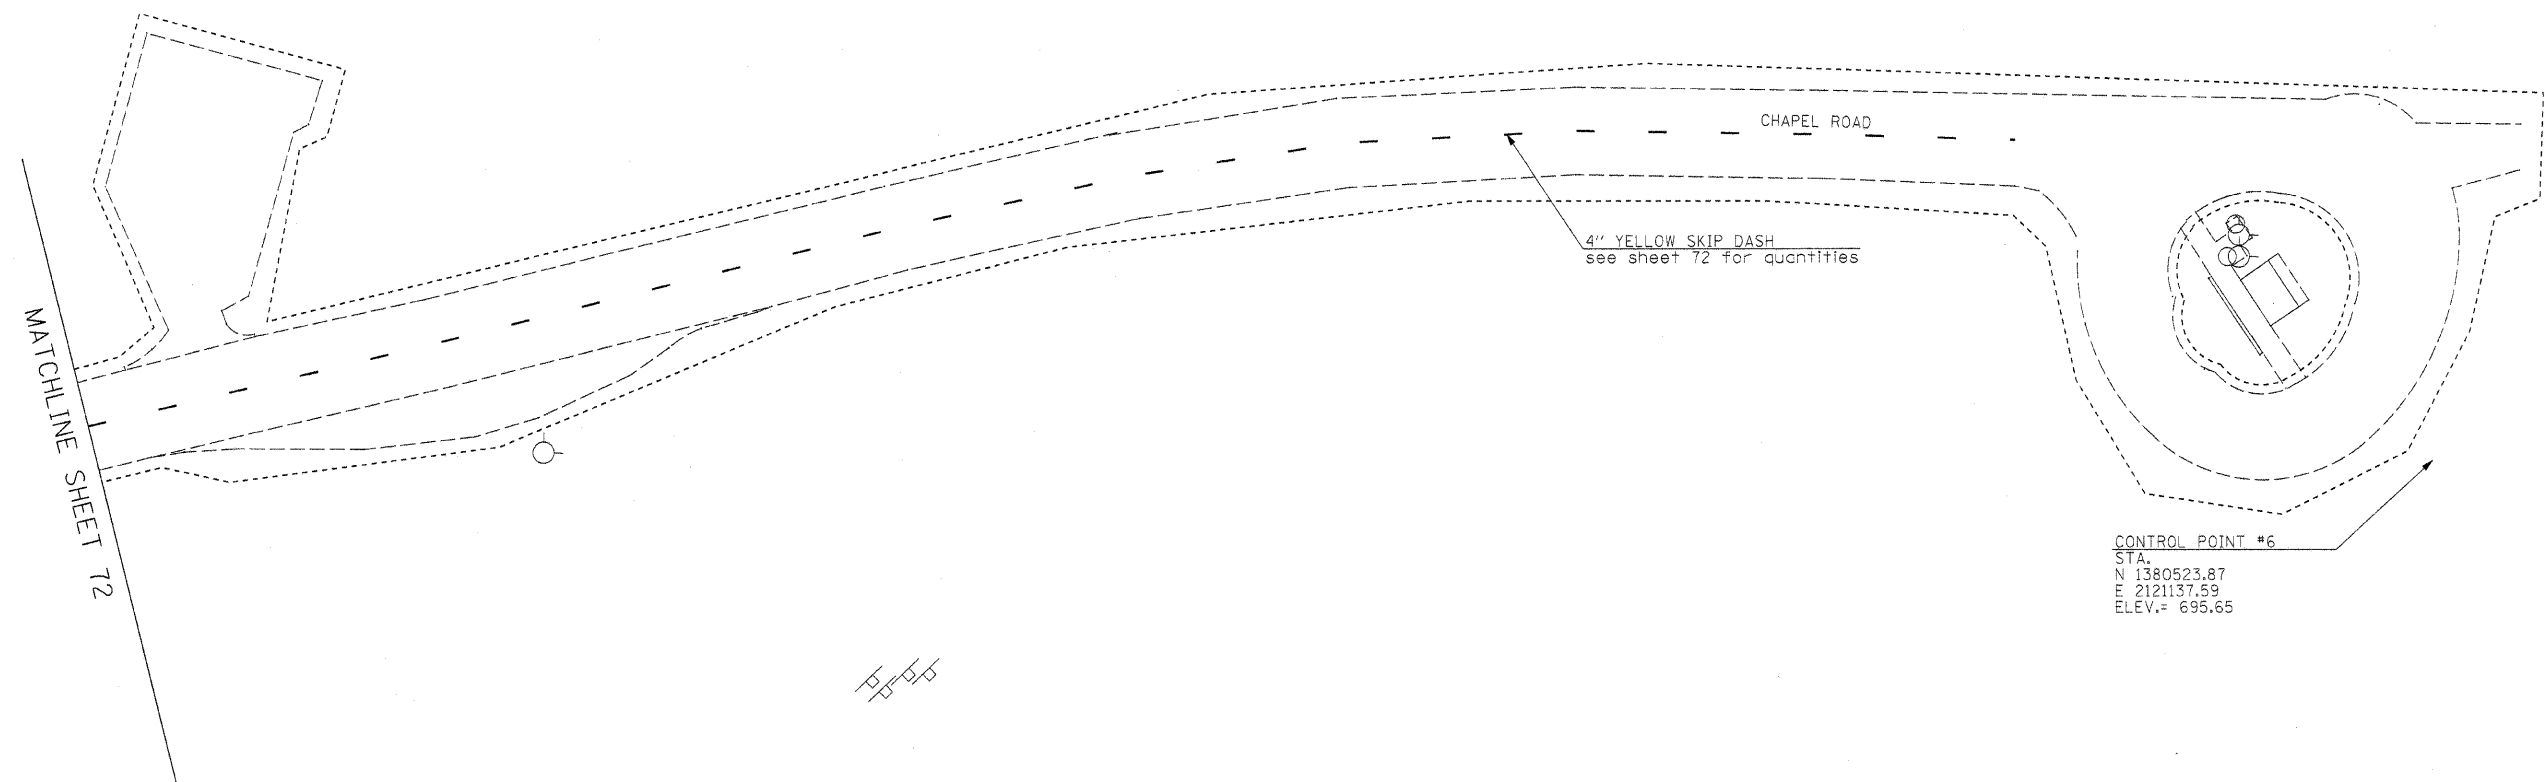 CHAPEL ROAD
4" YELLOW SKIP DASH
see sheet 72 for quantities
MATCHLINE SHEET 72
CONTROL POINT #6
STA.
N 1380523.87
E 2121137.59
ELEV.= 695.65